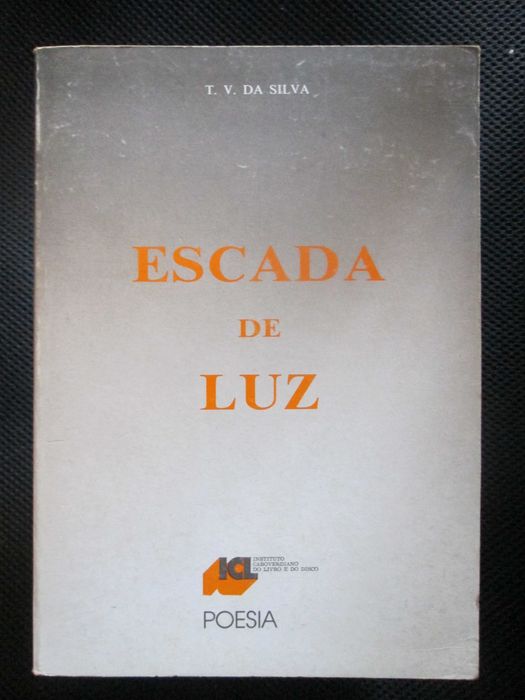 T. V. DA SILVA
ESCADA
DE
LUZ
ICL
INSTITUTO
CABOVERDIANO
DO LIVRO E DO DISCO
POESIA